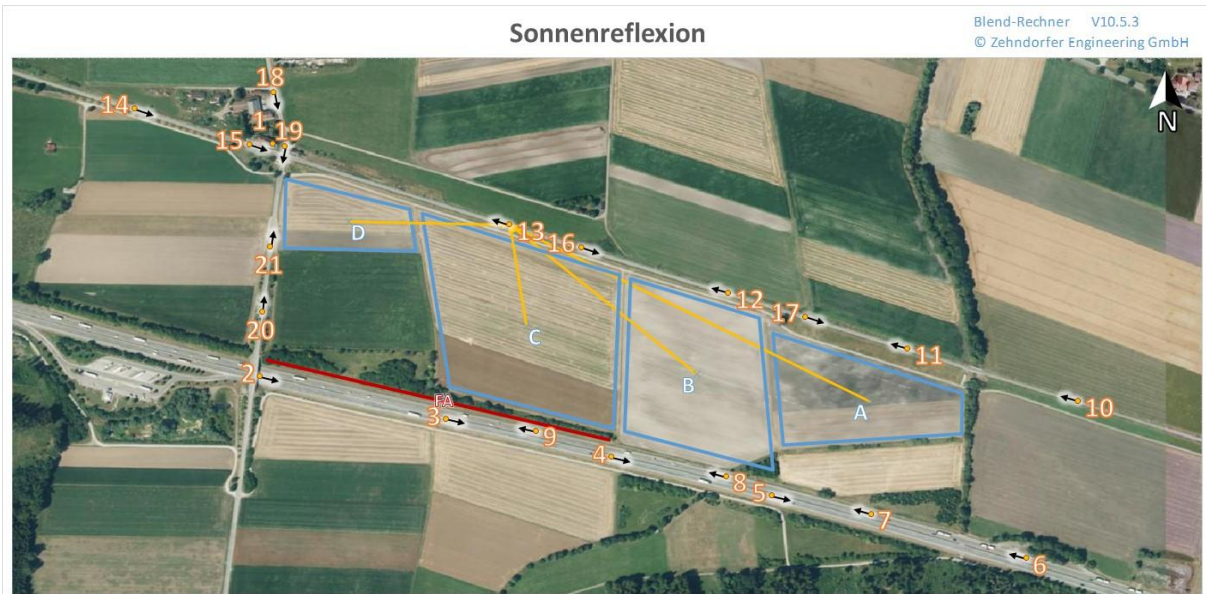 Sonnenreflexion
Blend-Rechner V10.5.3
© Zehndorfer Engineering GmbH
N
18
14
1
15
19
13
D
16
21
12
17
C
11
20
B
2
A
10
FA
3
9
4
8
5
7
6